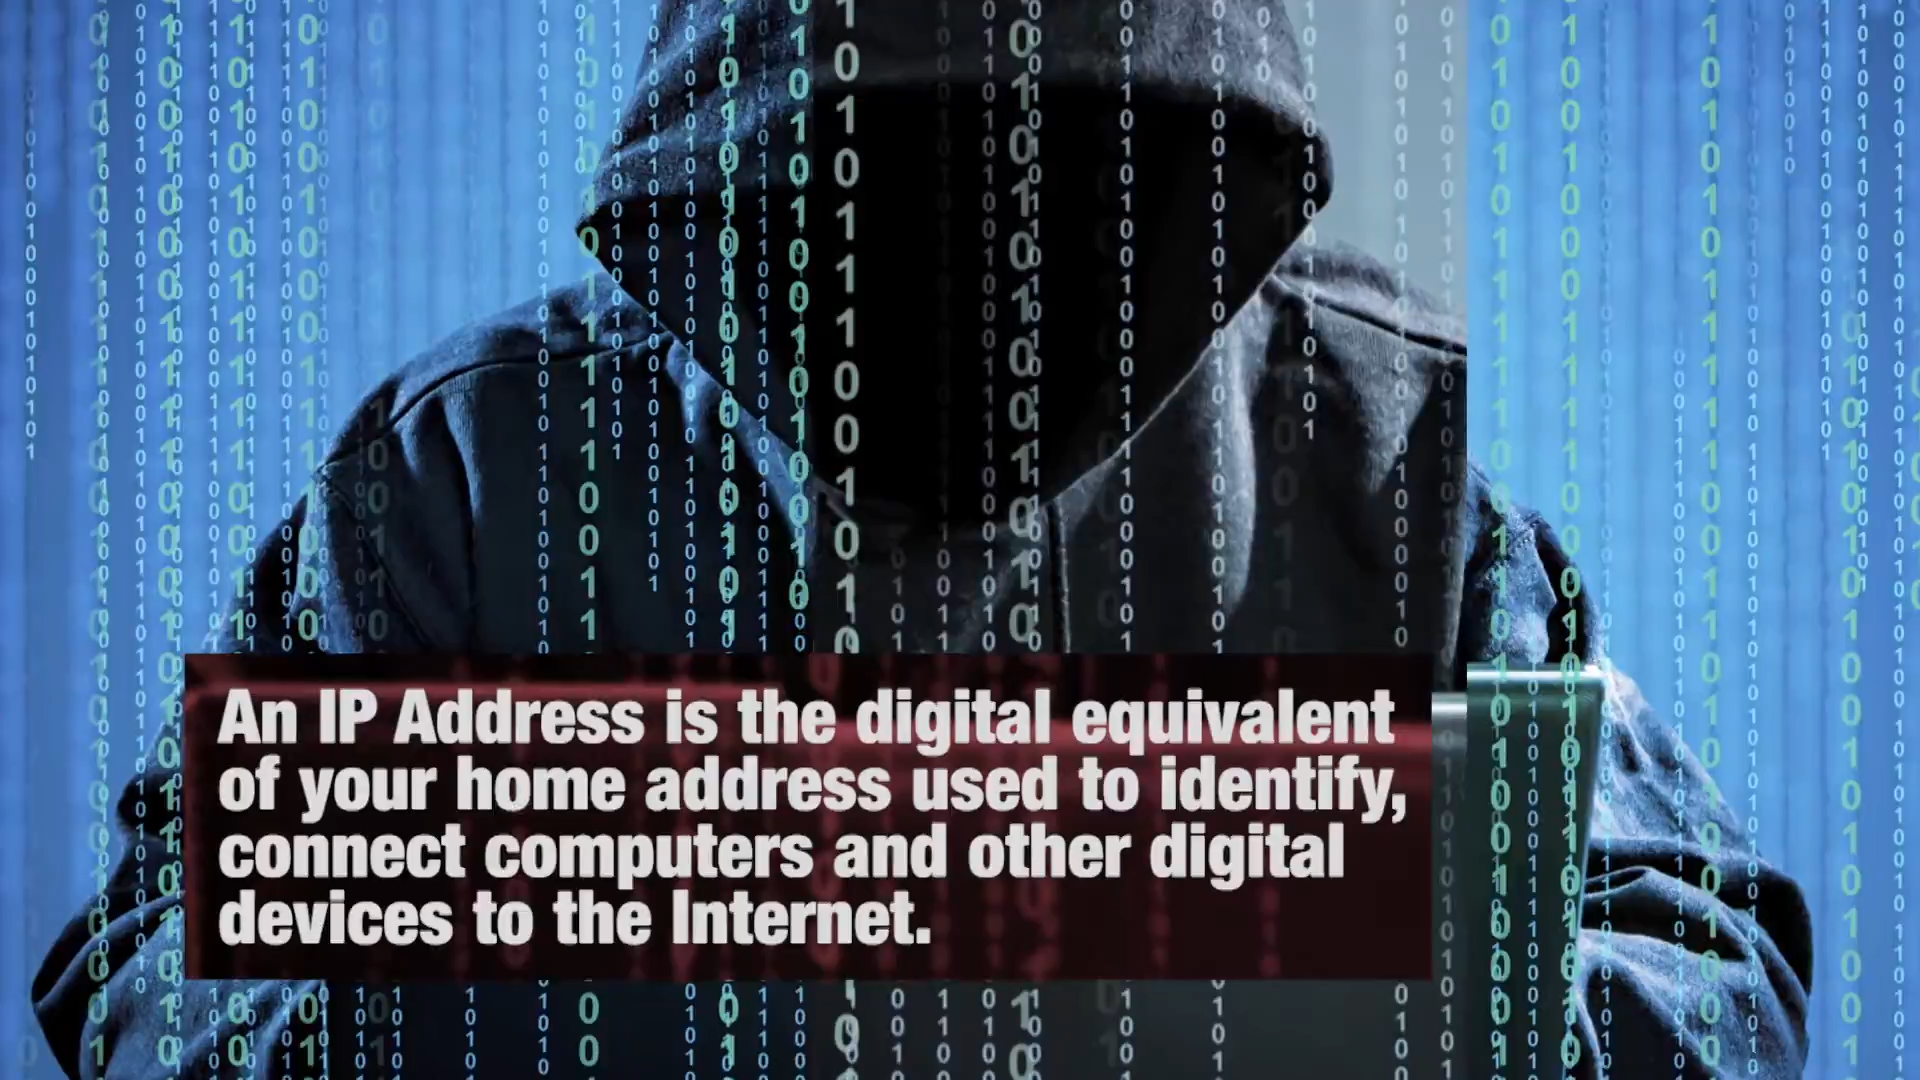 An IP Address is the digital equivalent
of your home address used to identify,
connect computers and other digital
devices to the Internet.